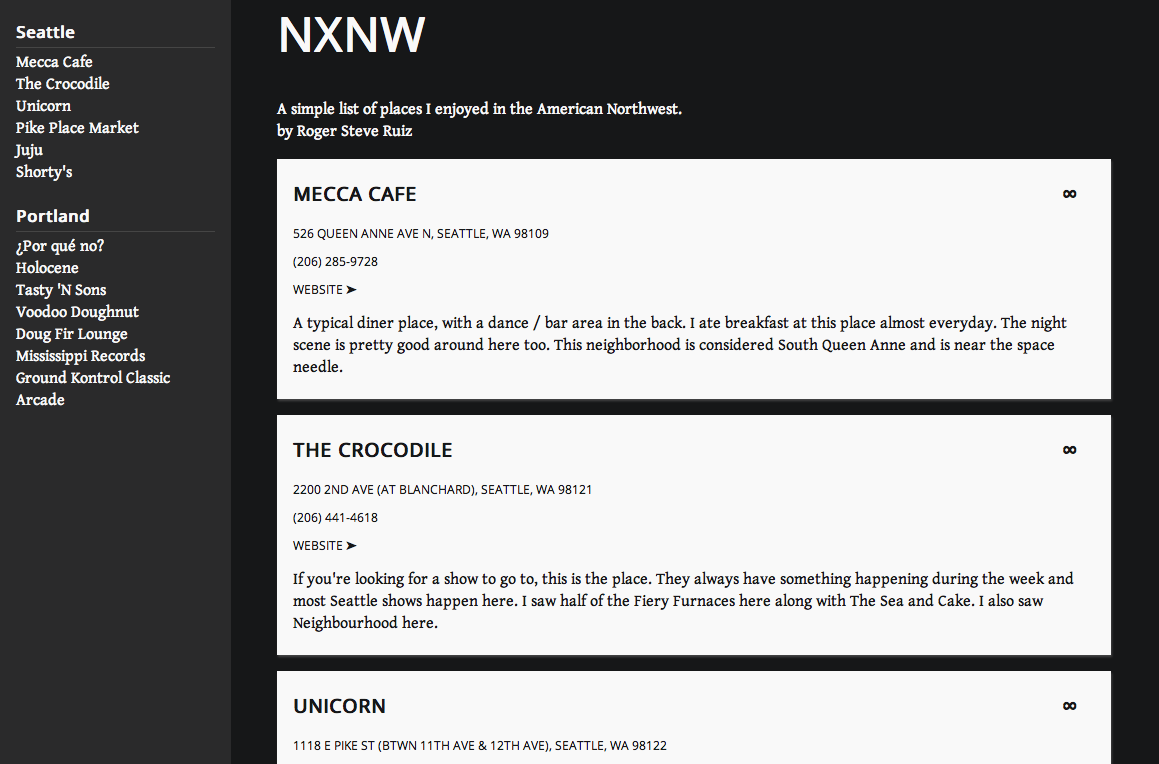 Seattle
Mecca Cafe
The Crocodile
Unicorn
Pike Place Market
Juju
Shorty's
Portland
¿Por qué no?
Holocene
Tasty 'N Sons
Voodoo Doughnut
Doug Fir Lounge
Mississippi Records
Ground Kontrol Classic
Arcade
NXNW
A simple list of places I enjoyed in the American Northwest.
by Roger Steve Ruiz
MECCA CAFE ∞
526 QUEEN ANNE AVE N, SEATTLE, WA 98109
(206) 285-9728
WEBSITE ➤
A typical diner place, with a dance / bar area in the back. I ate breakfast at this place almost everyday. The night
scene is pretty good around here too. This neighborhood is considered South Queen Anne and is near the space
needle.
THE CROCODILE ∞
2200 2ND AVE (AT BLANCHARD), SEATTLE, WA 98121
(206) 441-4618
WEBSITE ➤
If you're looking for a show to go to, this is the place. They always have something happening during the week and
most Seattle shows happen here. I saw half of the Fiery Furnaces here along with The Sea and Cake. I also saw
Neighbourhood here.
UNICORN ∞
1118 E PIKE ST (BTWN 11TH AVE & 12TH AVE), SEATTLE, WA 98122